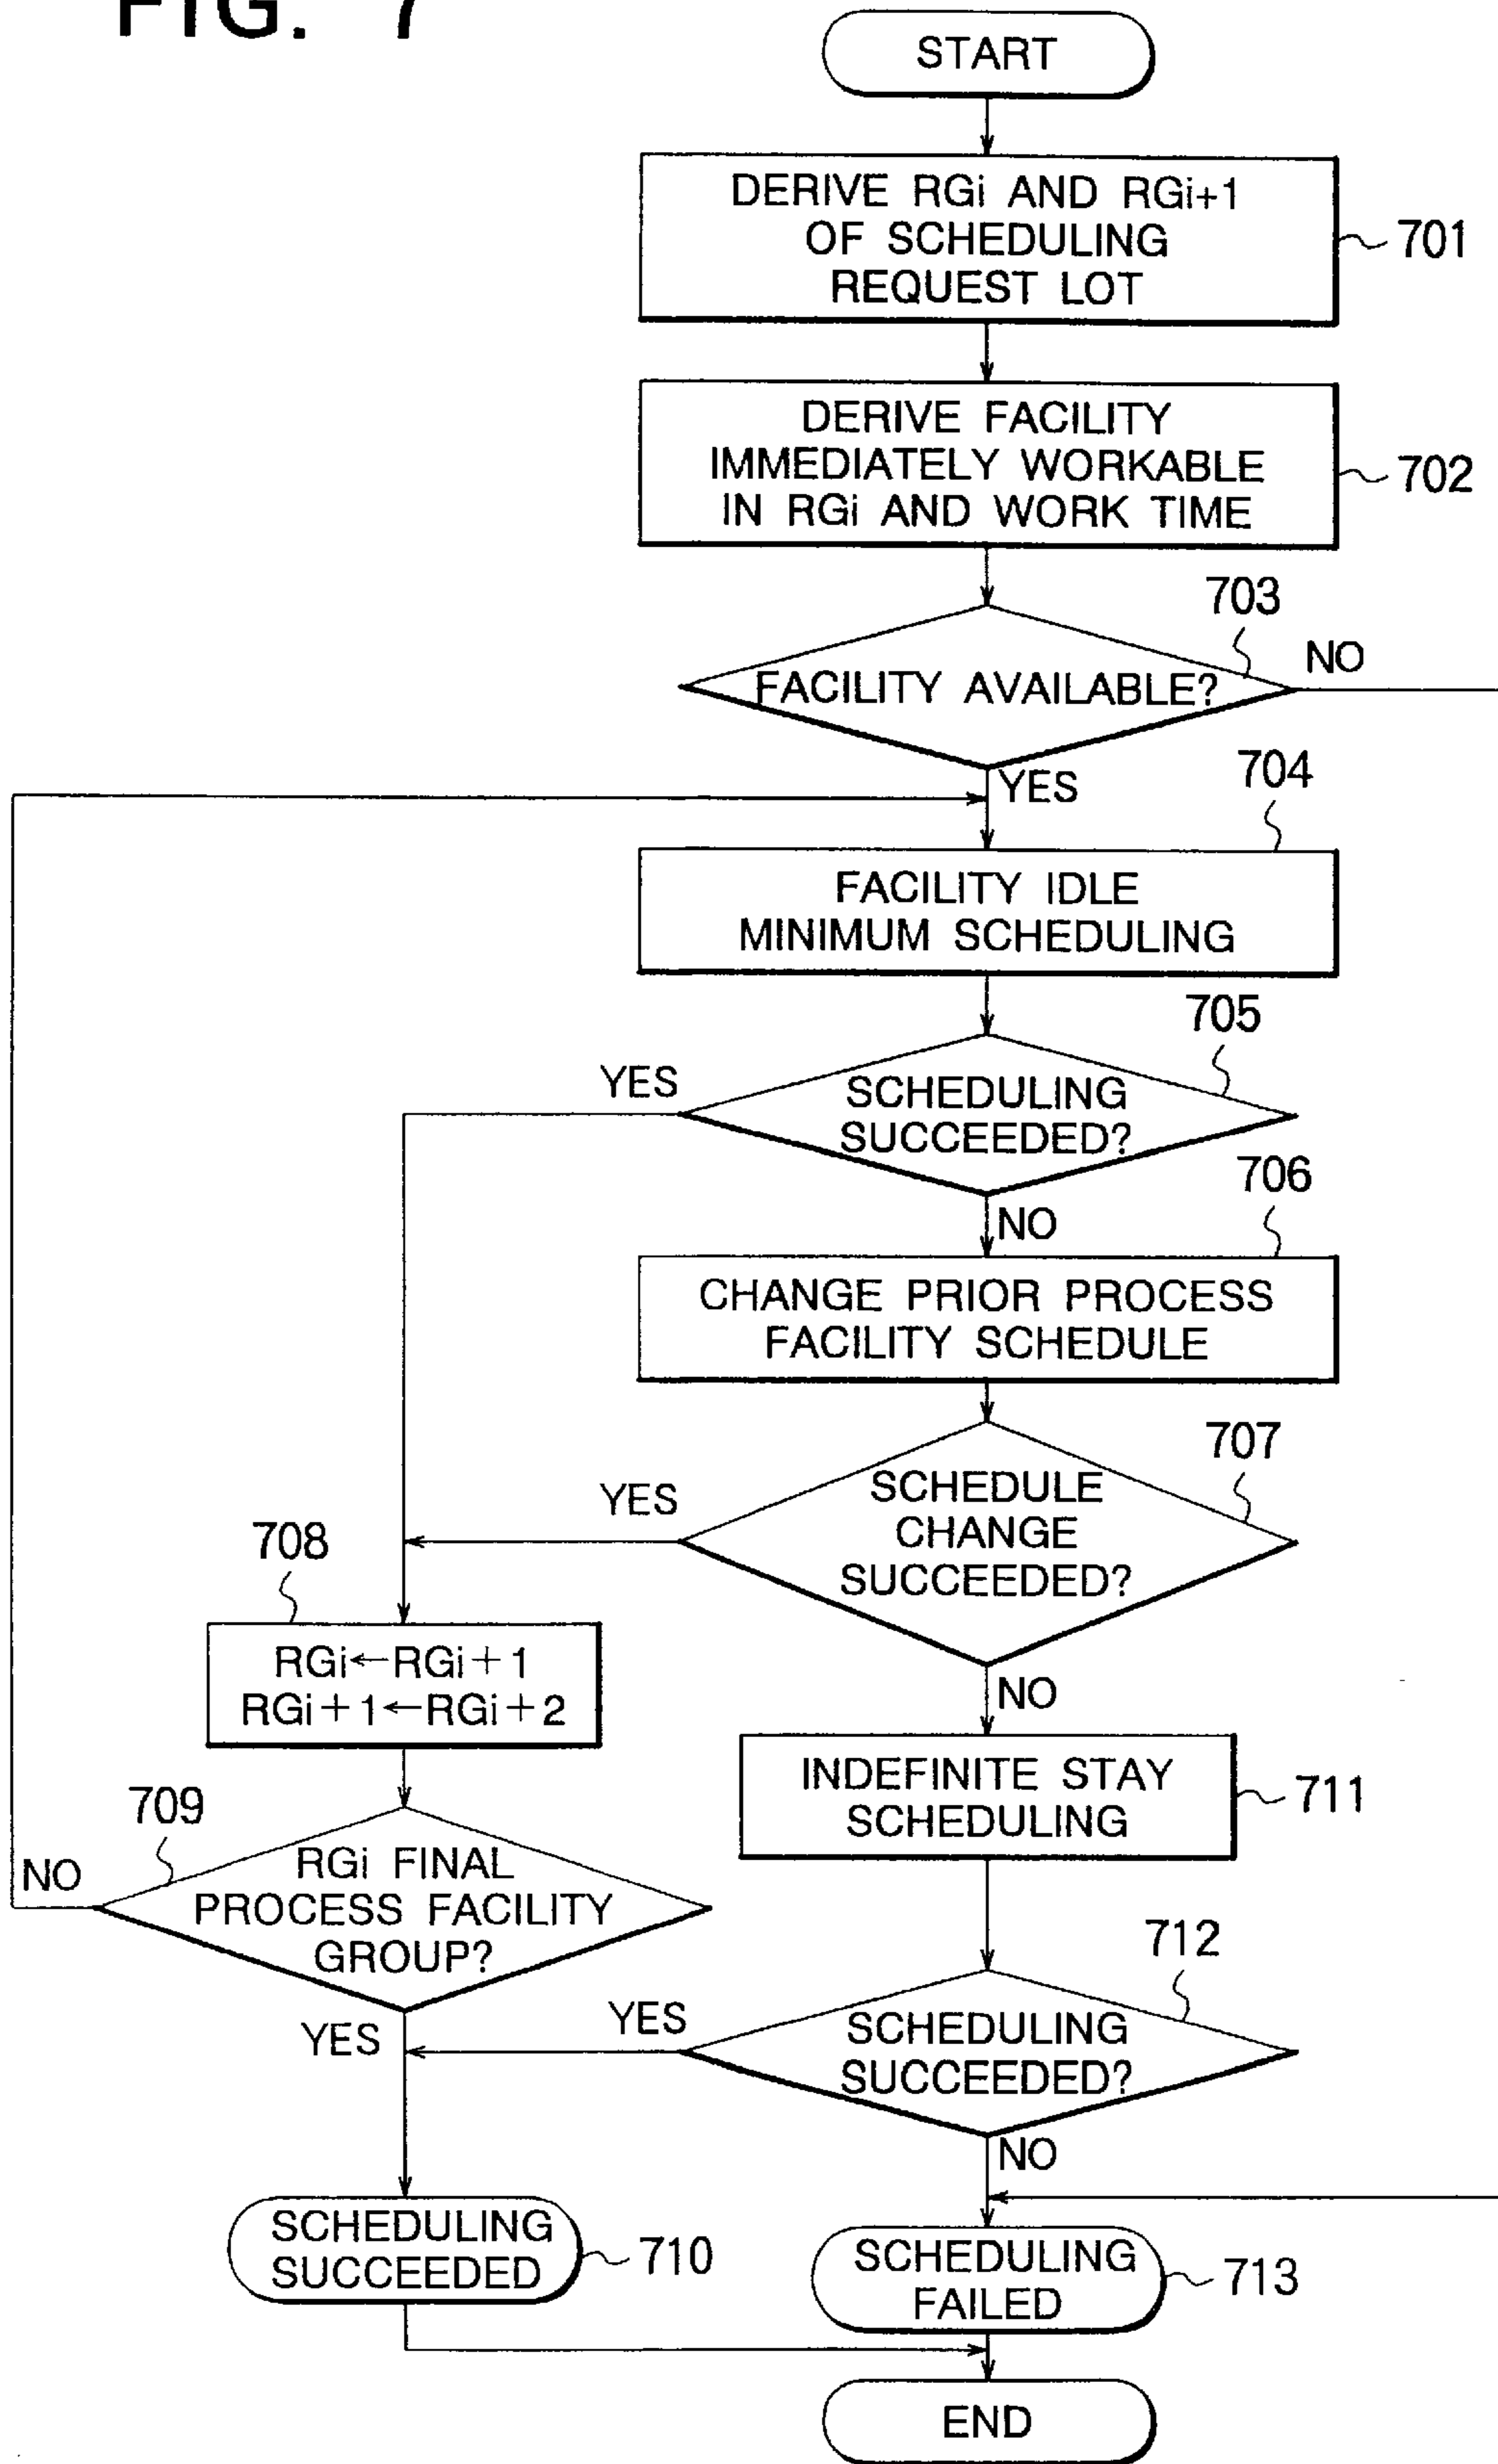 FIG. 7
START
DERIVE RGi AND RGi+1
OF SCHEDULING
REQUEST LOT
701
DERIVE FACILITY
IMMEDIATELY WORKABLE
IN RGi AND WORK TIME
702
703
FACILITY AVAILABLE?
NO
YES
704
FACILITY IDLE
MINIMUM SCHEDULING
705
YES
SCHEDULING
SUCCEEDED?
NO
706
CHANGE PRIOR PROCESS
FACILITY SCHEDULE
707
YES
SCHEDULE
CHANGE
SUCCEEDED?
NO
708
RGi←RGi+1
RGi+1←RGi+2
709
NO
RGi FINAL
PROCESS FACILITY
GROUP?
YES
INDEFINITE STAY
SCHEDULING
711
712
YES
SCHEDULING
SUCCEEDED?
NO
SCHEDULING
SUCCEEDED
710
SCHEDULING
FAILED
713
END